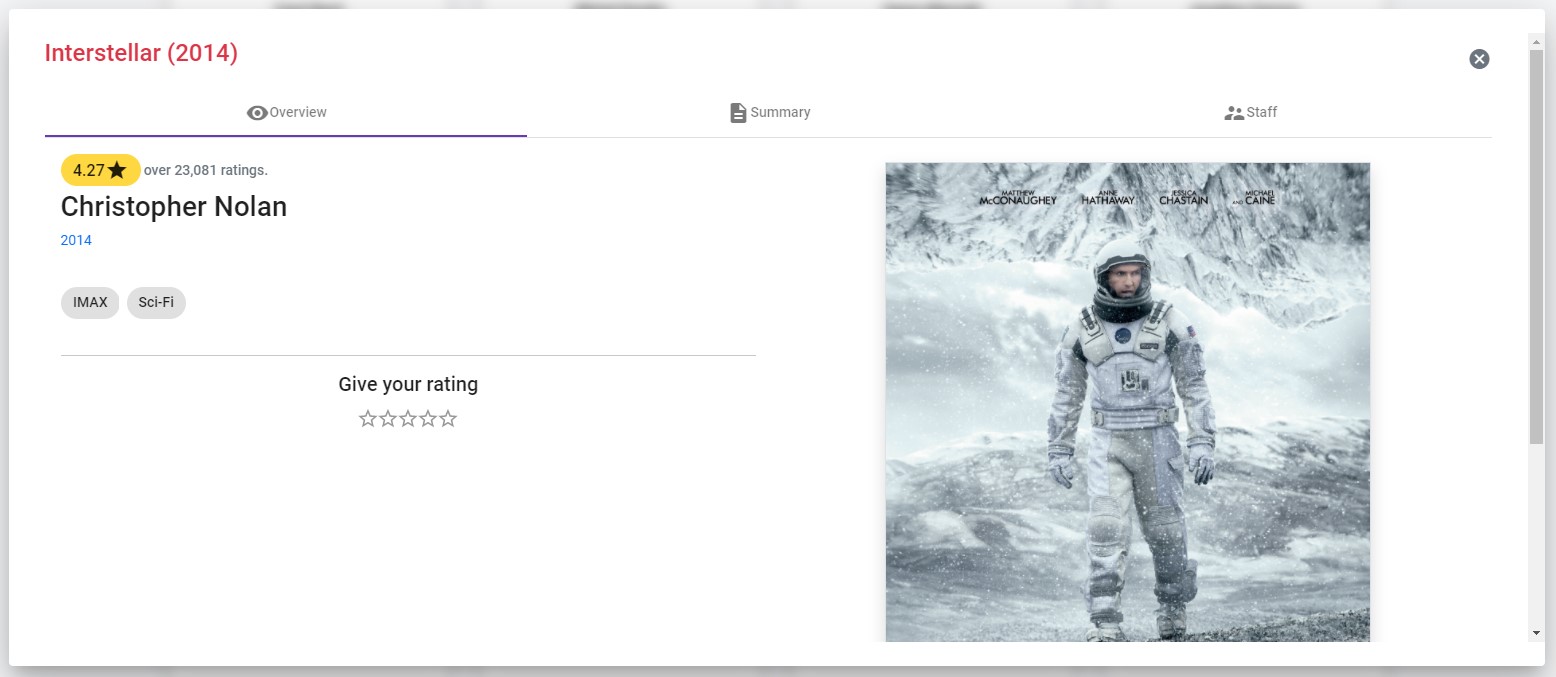 Interstellar (2014)
Overview
Summary
Staff
4.27 over 23,081 ratings.
Christopher Nolan
2014
IMAX Sci-Fi
Give your rating
MATTHEW McCONAUGHEY
ANNE HATHAWAY
JESSICA CHASTAIN
AND MICHAEL CAINE